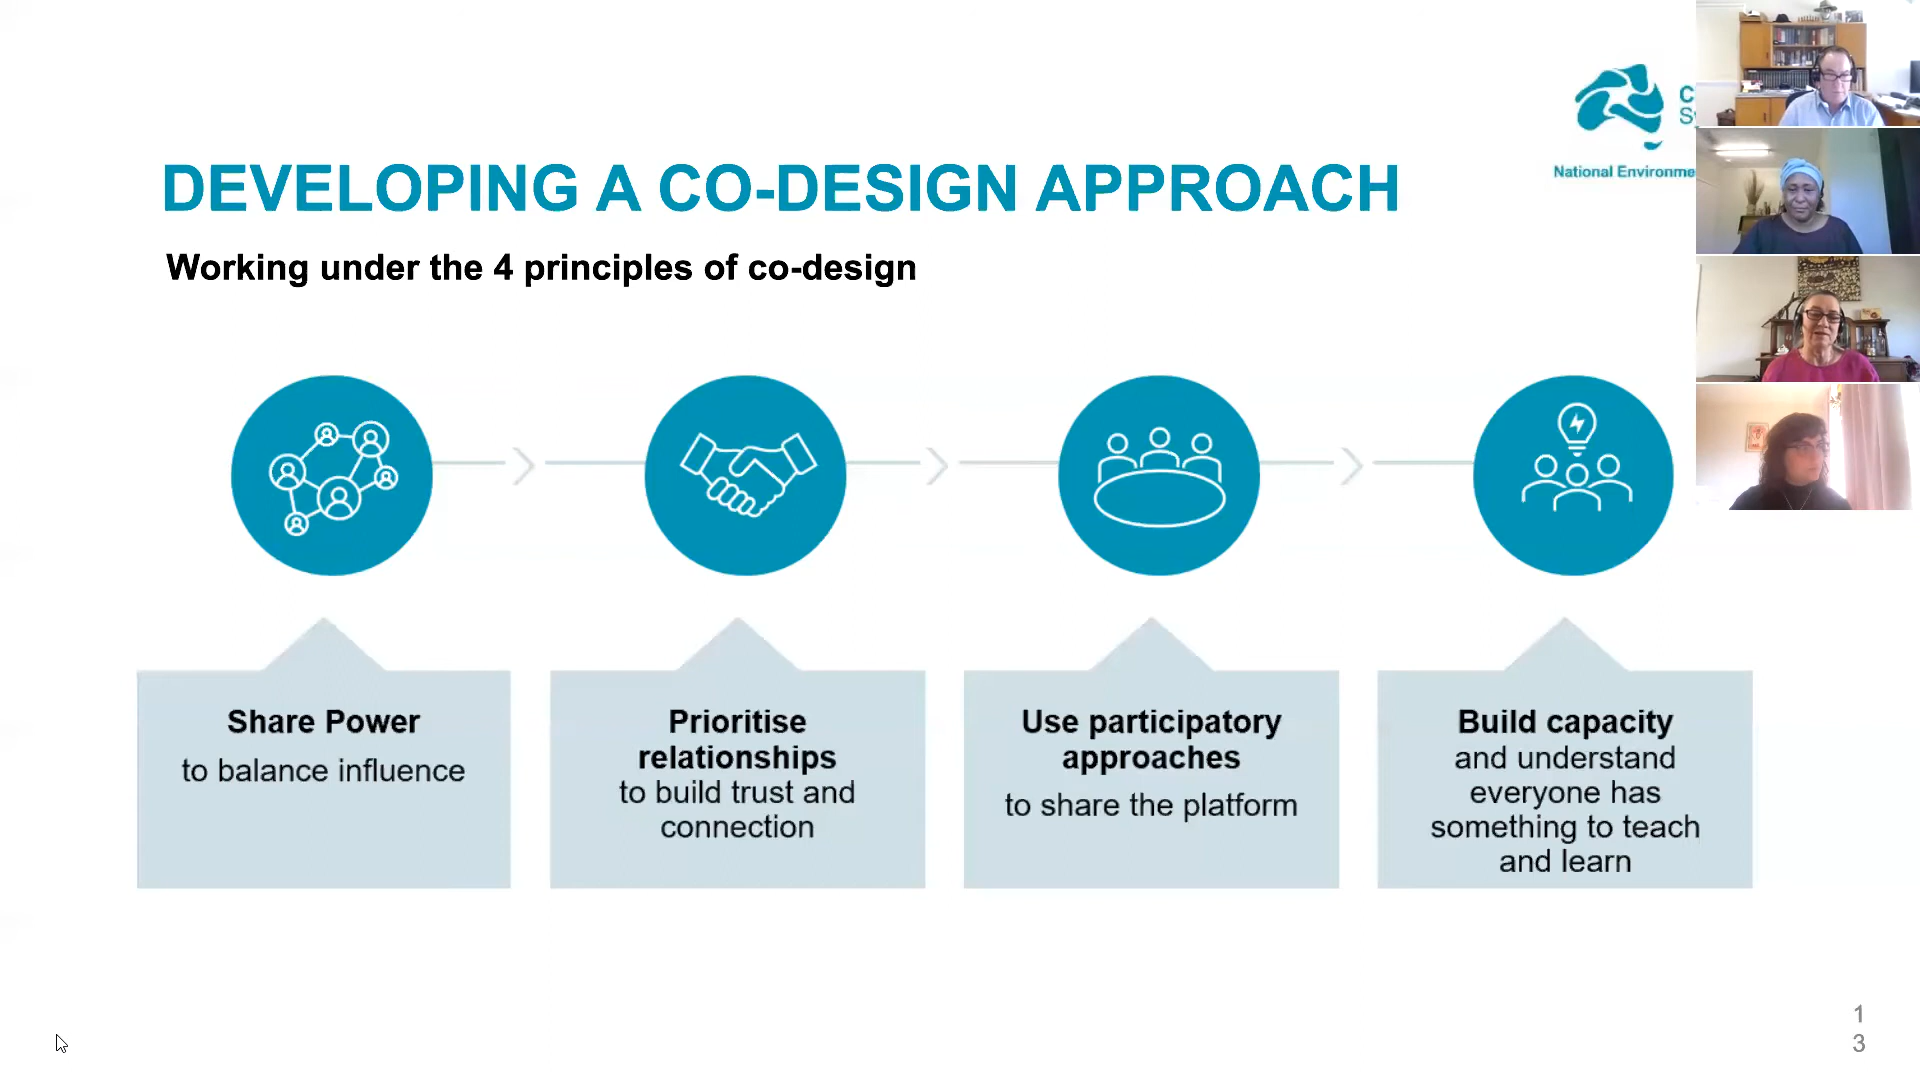 DEVELOPING A CO-DESIGN APPROACH
National Environme
Working under the 4 principles of co-design
Share Power
to balance influence
Prioritise
relationships
to build trust and
connection
Use participatory
approaches
to share the platform
Build capacity
and understand
everyone has
something to teach
and learn
1
3